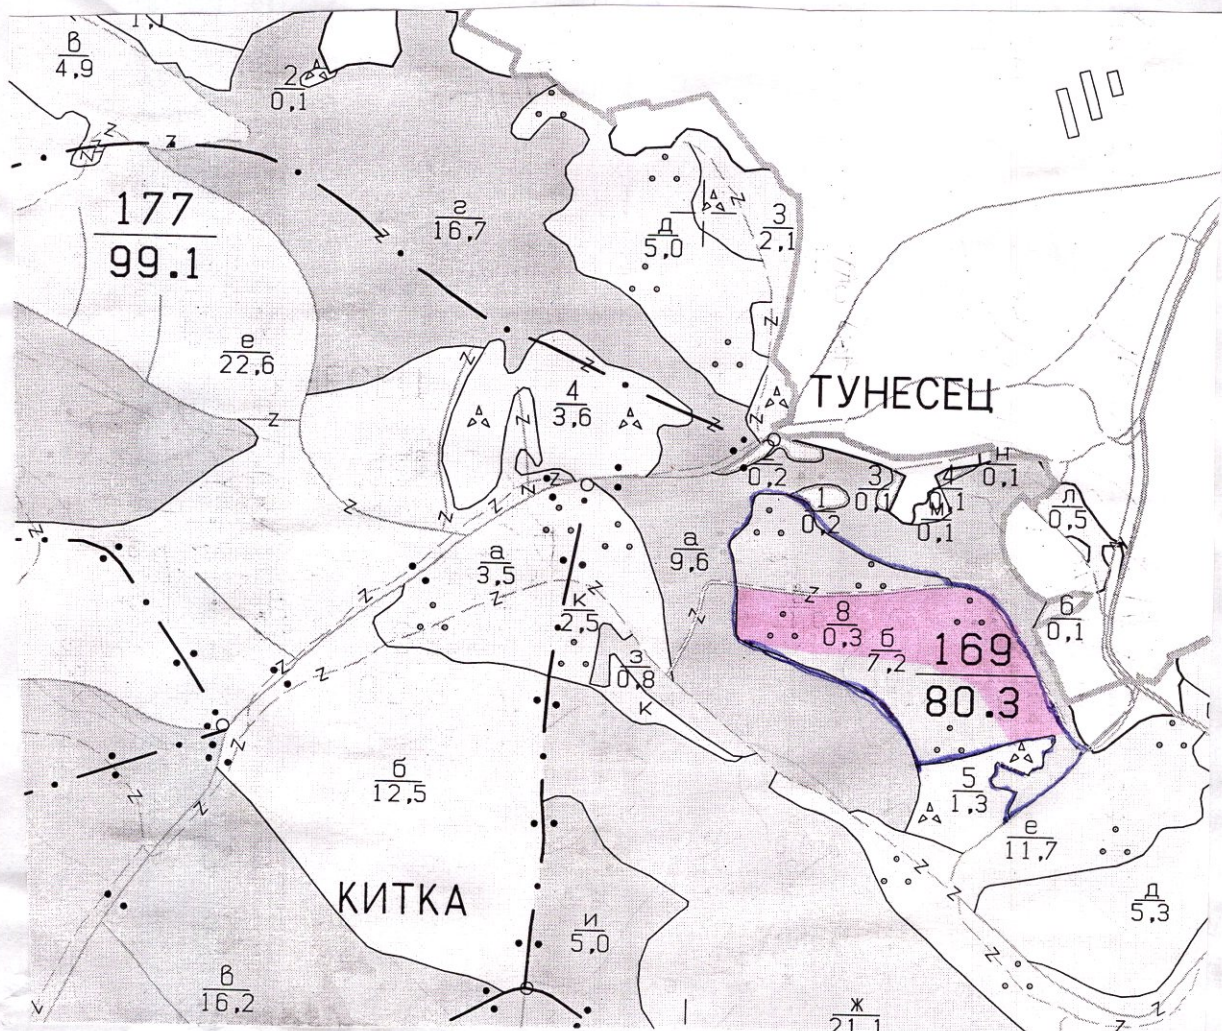 в
4,9
2
0,1
177
99.1
г
16,7
д
5,0
3
2,1
е
22,6
4
3,6
ТУНЕСЕЦ
2
0,2
1
0,2
3
0,1
4
0,1
м
0,1
н
0,1
л
0,5
а
3,5
а
9,6
к
2,5
8
0,3
б
7,2
169
80.3
6
0,1
з
0,8
к
б
12,5
5
1,3
е
11,7
д
5,3
КИТКА
и
5,0
в
16,2
ж
21,1